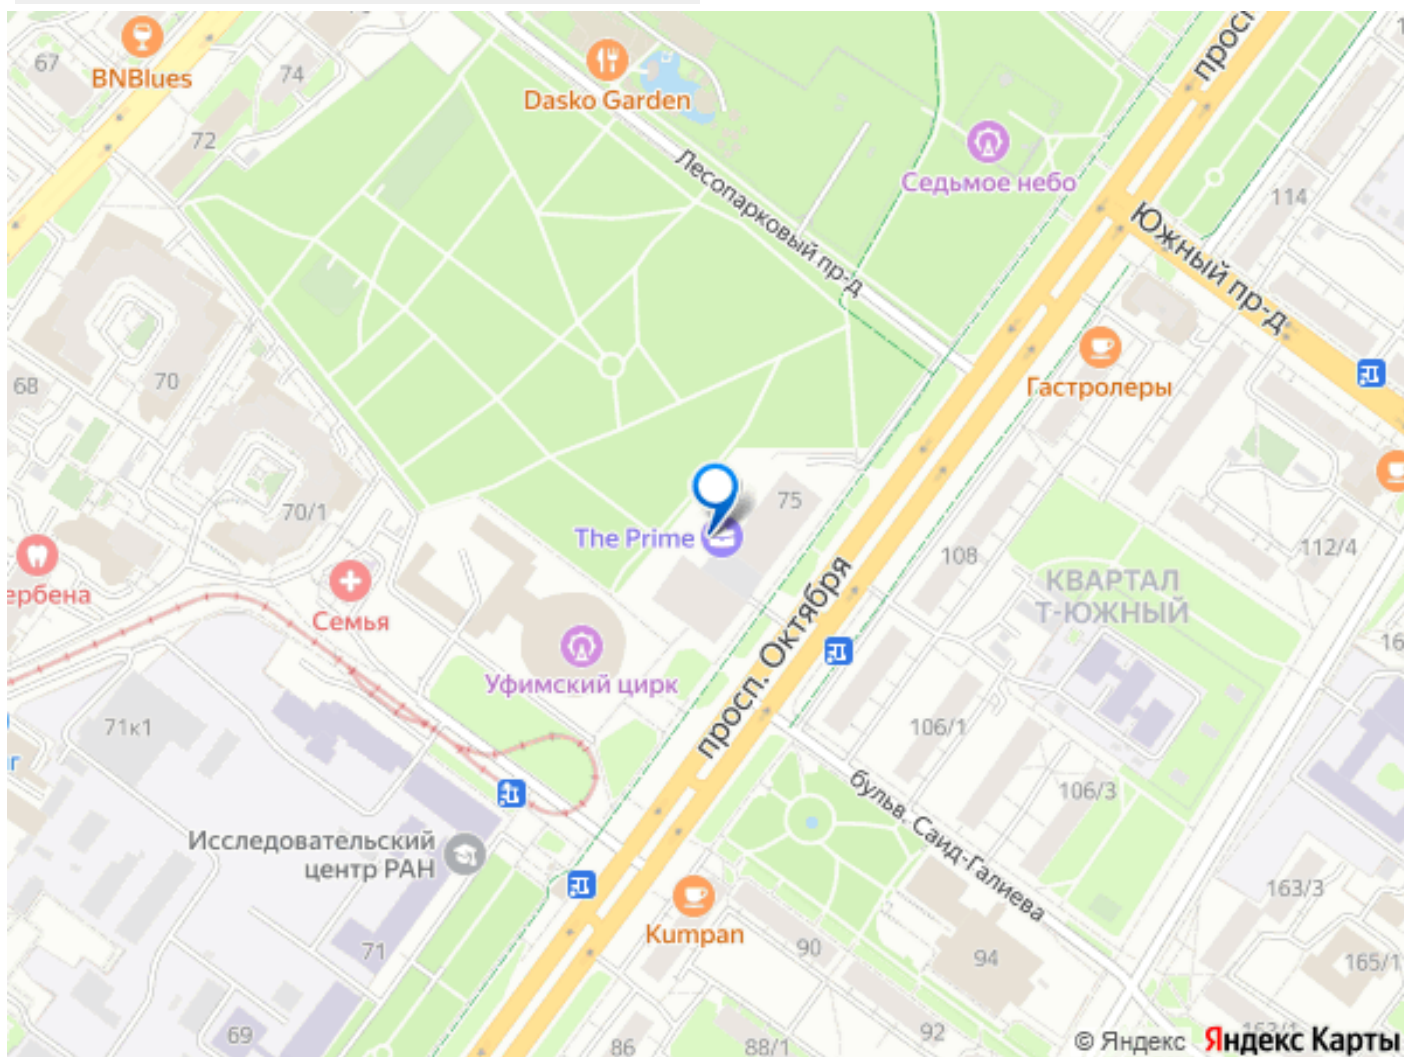 67
BNBlues
74
72
Dasko Garden
просп
Седьмое небо
114
Лесопарковый пр-д
Южный пр-д
68
70
Гастролеры
70/1
75
The Prime
108
112/4
КВАРТАЛ
Т-ЮЖНЫЙ
ербена
Семья
Уфимский цирк
просп. Октября
71к1
106/1
106/3
бульв. Саид-Галиева
Исследовательский
центр РАН
163/3
71
Kumpan
90
94
165/1
69
86
88/1
92
© Яндекс
Яндекс Карты